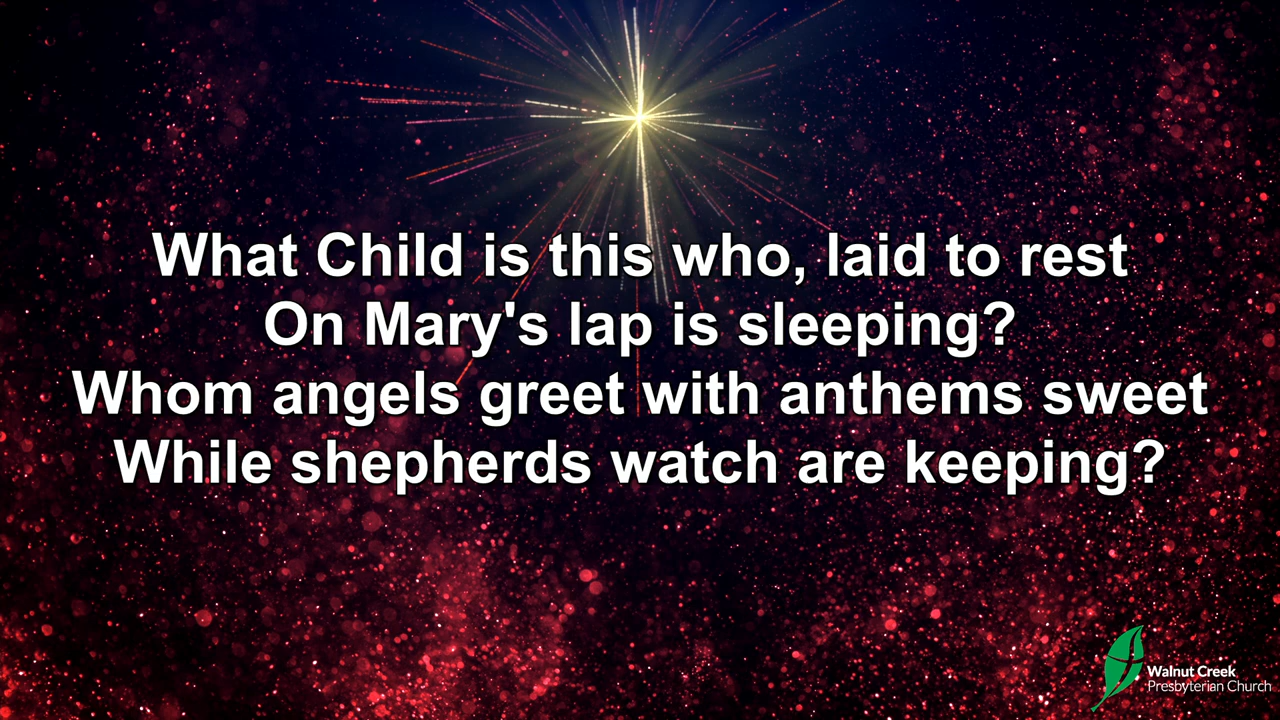 What Child is this who, laid to rest
On Mary's lap is sleeping?
Whom angels greet with anthems sweet
While shepherds watch are keeping?
Walnut Creek
Presbyterian Church